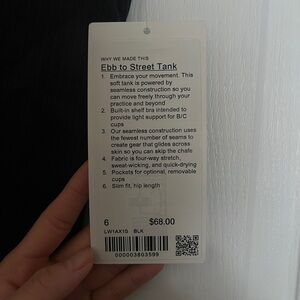 WHY WE MADE THIS
Ebb to Street Tank
1. Embrace your movement. This
soft tank is powered by
seamless construction so you
can move freely through your
practice and beyond
2. Built-in shelf bra intended to
provide light support for B/C
cups
3. Our seamless construction uses
the fewest number of seams to
create gear that glides across
skin so you can skip the chafe
4. Fabric is four-way stretch,
sweat-wicking, and quick-drying
5. Pockets for optional, removable
cups
6. Slim fit, hip length
6 $68.00
LW1AX1S BLK
000003803599